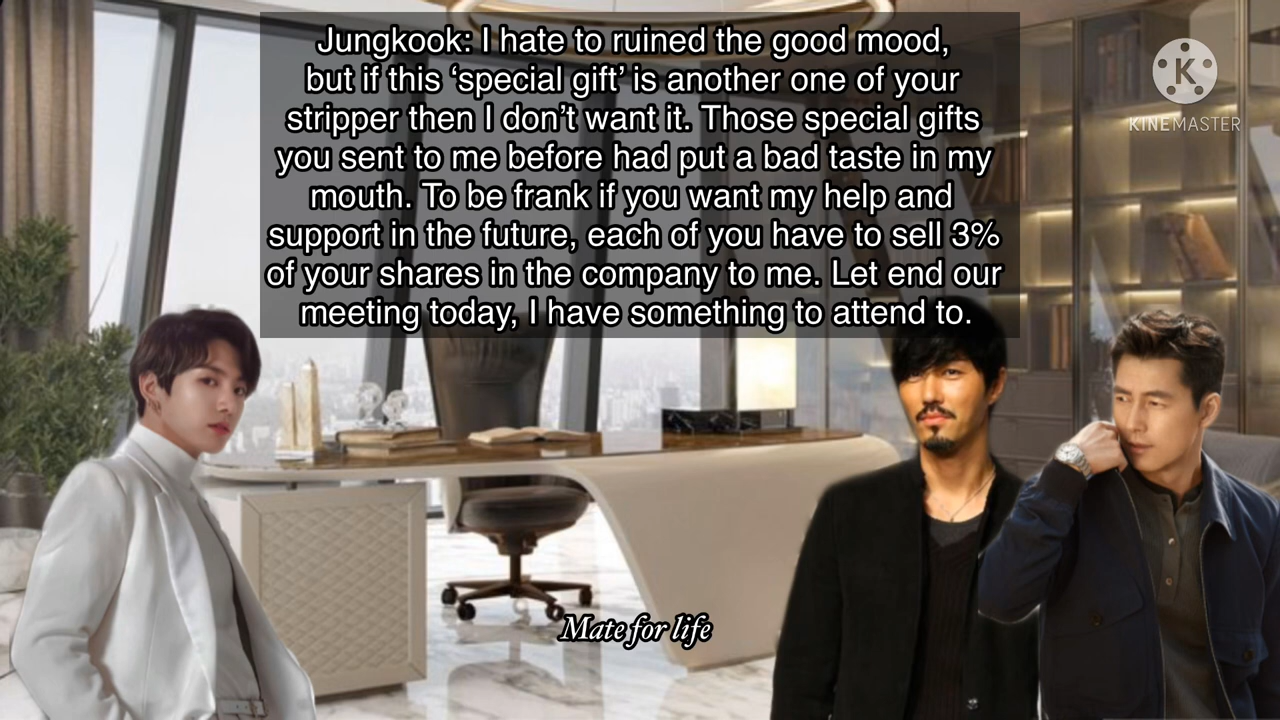 Jungkook: I hate to ruined the good mood,
but if this ‘special gift’ is another one of your
stripper then I don’t want it. Those special gifts
you sent to me before had put a bad taste in my
mouth. To be frank if you want my help and
support in the future, each of you have to sell 3%
of your shares in the company to me. Let end our
meeting today, I have something to attend to.
K
KINEMASTER
Mate for life